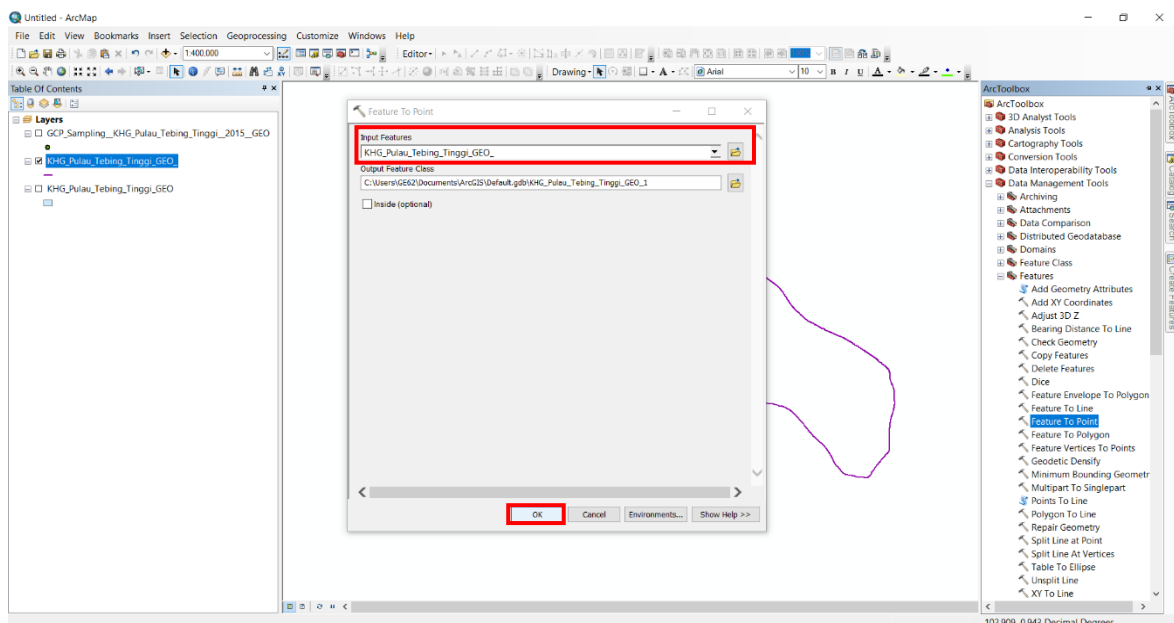 Untitled - ArcMap
File Edit View Bookmarks Insert Selection Geoprocessing Customize Windows Help
1:400.000
Editor
Drawing
Arial
10
B I U A
Table Of Contents
Layers
GCP_Sampling__KHG_Pulau_Tebing_Tinggi__2015__GEO
KHG_Pulau_Tebing_Tinggi_GEO_
KHG_Pulau_Tebing_Tinggi_GEO
Feature To Point
Input Features
KHG_Pulau_Tebing_Tinggi_GEO_
Output Feature Class
C:\Users\GE62\Documents\ArcGIS\Default.gdb\KHG_Pulau_Tebing_Tinggi_GEO_1
Inside (optional)
OK Cancel Environments... Show Help >>
ArcToolbox
ArcToolbox
3D Analyst Tools
Analysis Tools
Cartography Tools
Conversion Tools
Data Interoperability Tools
Data Management Tools
Archiving
Attachments
Data Comparison
Distributed Geodatabase
Domains
Feature Class
Features
Add Geometry Attributes
Add XY Coordinates
Adjust 3D Z
Bearing Distance To Line
Check Geometry
Copy Features
Delete Features
Dice
Feature Envelope To Polygon
Feature To Line
Feature To Point
Feature To Polygon
Feature Vertices To Points
Geodetic Densify
Minimum Bounding Geometr
Multipart To Singlepart
Points To Line
Polygon To Line
Repair Geometry
Split Line at Point
Split Line At Vertices
Table To Ellipse
Unsplit Line
XY To Line
ArcToolbox
Catalog
Search
Create Features
102.909 0.943 Decimal Degrees